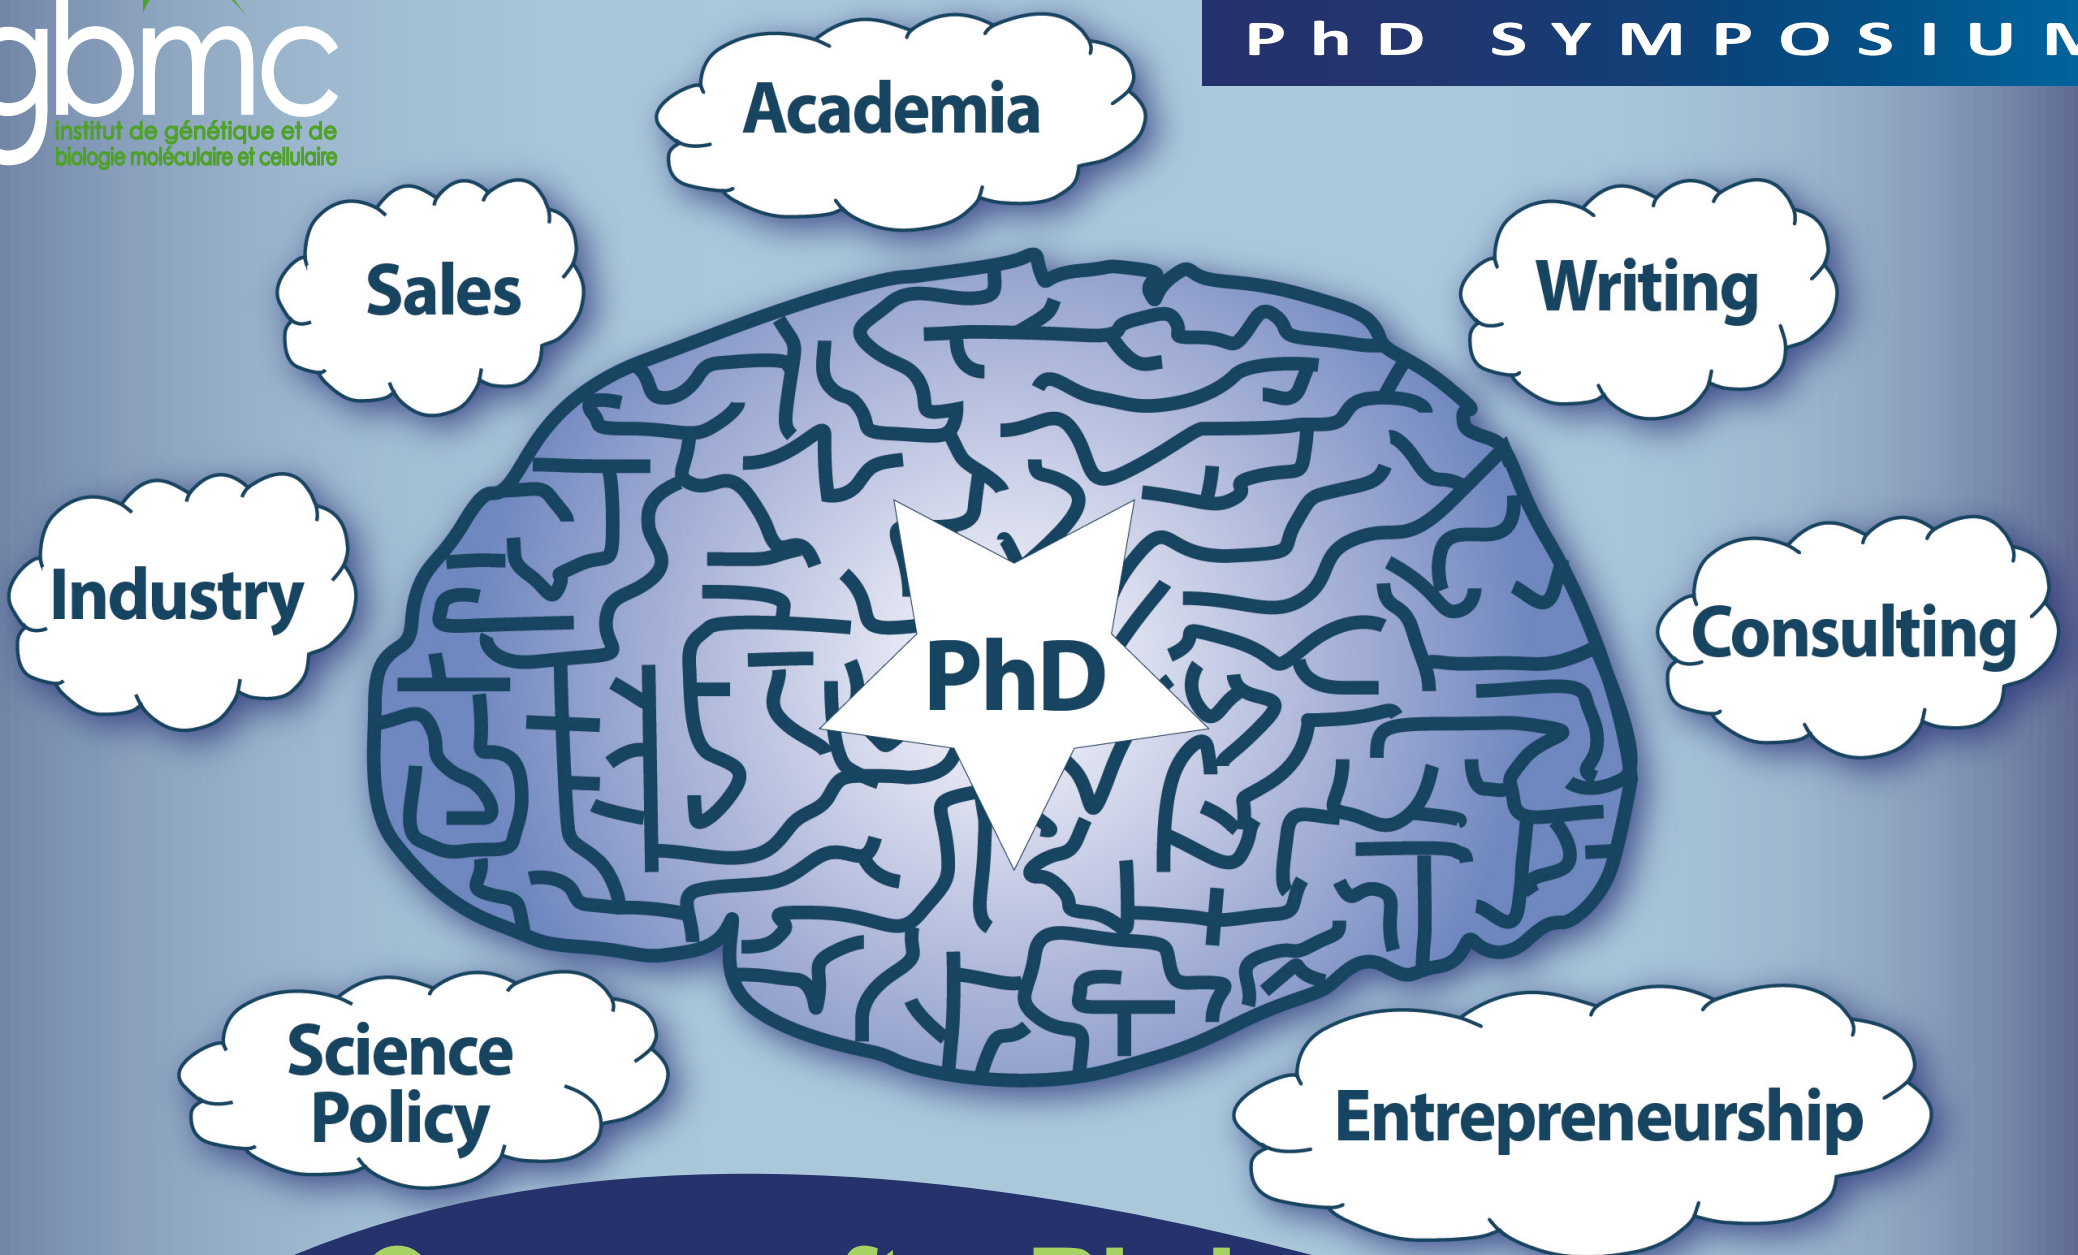 gbmc
institut de génétique et de
biologie moléculaire et cellulaire
PhD SYMPOSIUM
Academia
Sales
Writing
Industry
Consulting
PhD
Science
Policy
Entrepreneurship